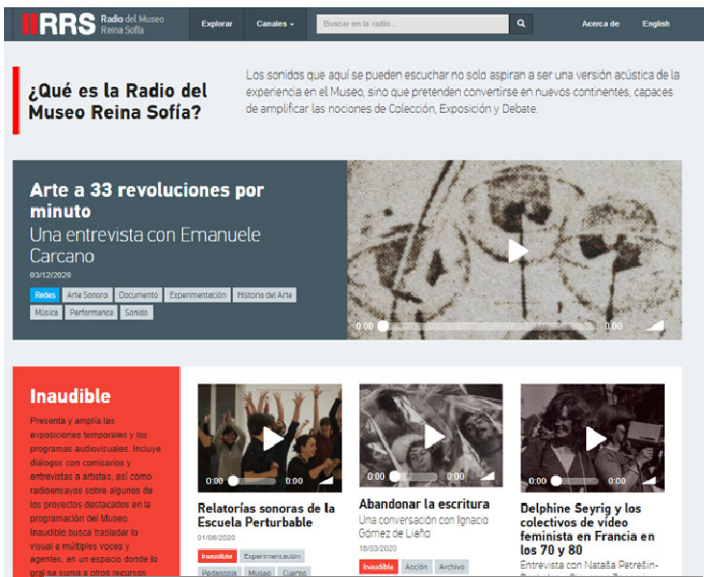 RRS
Radio del Museo
Reina Sofía
Explorar
Canales
Buscar en la radio...
Acerca de
English
¿Qué es la Radio del
Museo Reina Sofía?
Los sonidos que aquí se pueden escuchar no solo aspiran a ser una versión acústica de la
experiencia en el Museo, sino que pretenden convertirse en nuevos continentes, capaces
de amplificar las nociones de Colección, Exposición y Debate.
Arte a 33 revoluciones por
minuto
Una entrevista con Emanuele
Carcano
03/12/2020
Redes Arte Sonoro Documento Experimentación Historia del Arte
Música Performance Sonido
0:00 0:00
Inaudible
Presenta y amplía las
exposiciones temporales y los
programas audiovisuales. Incluye
diálogos con comisarios y
entrevistas a artistas, así como
radioensayos sobre algunos de
los proyectos destacados en la
programación del Museo.
Inaudible busca trasladar lo
visual a múltiples voces y
agentes, en un espacio donde lo
oral se suma a otros recursos
0:00 0:00
Relatorías sonoras de la
Escuela Perturbable
01/06/2020
Inaudible Experimentación
Pedagogía Museo Cuerpo
0:00 0:00
Abandonar la escritura
Una conversación con Ignacio
Gómez de Liaño
16/03/2020
Inaudible Acción Archivo
0:00 0:00
Delphine Seyrig y los
colectivos de vídeo
feminista en Francia en
los 70 y 80
Entrevista con Nataša Petrešin-